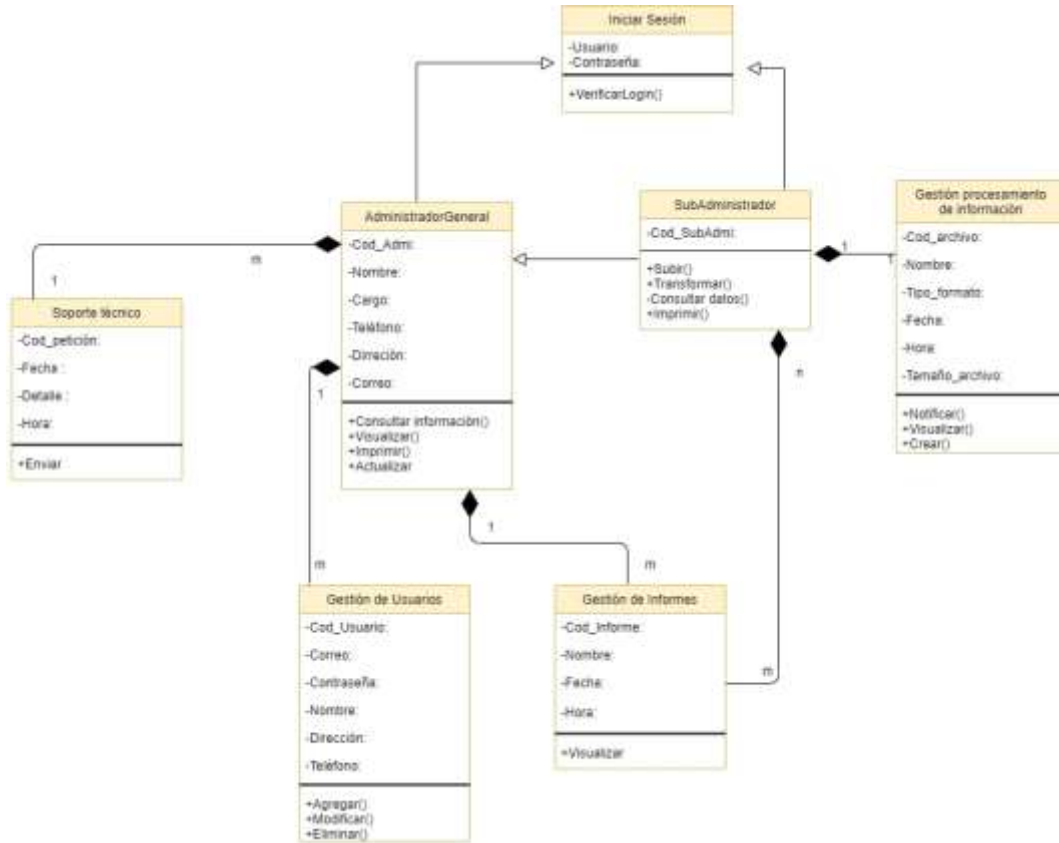 Iniciar Sesión
-Usuario
-Contraseña:
+VerificarLogin()
AdministradorGeneral
-Cod_Admi:
-Nombre:
-Cargo:
-Teléfono:
-Dirreción:
-Correo:
+Consultar información()
+Visualizar()
+Imprimir()
+Actualizar
SubAdministrador
-Cod_SubAdmi:
+Subir()
+Transformar()
-Consultar datos()
+Imprimir()
Gestión procesamiento
de información
-Cod_archivo:
-Nombre:
-Tipo_formato:
-Fecha:
-Hora:
-Tamaño_archivo:
+Notificar()
+Visualizar()
+Crear()
1
1
m
1
Soporte técnico
-Cod_petición:
-Fecha :
-Detalle :
-Hora:
+Enviar
1
m
1
m
n
m
Gestión de Usuarios
-Cod_Usuario:
-Correo:
-Contraseña:
-Nombre:
-Dirección:
-Teléfono:
+Agregar()
+Modificar()
+Eliminar()
Gestión de Informes
-Cod_Informe:
-Nombre:
-Fecha:
-Hora:
+Visualizar